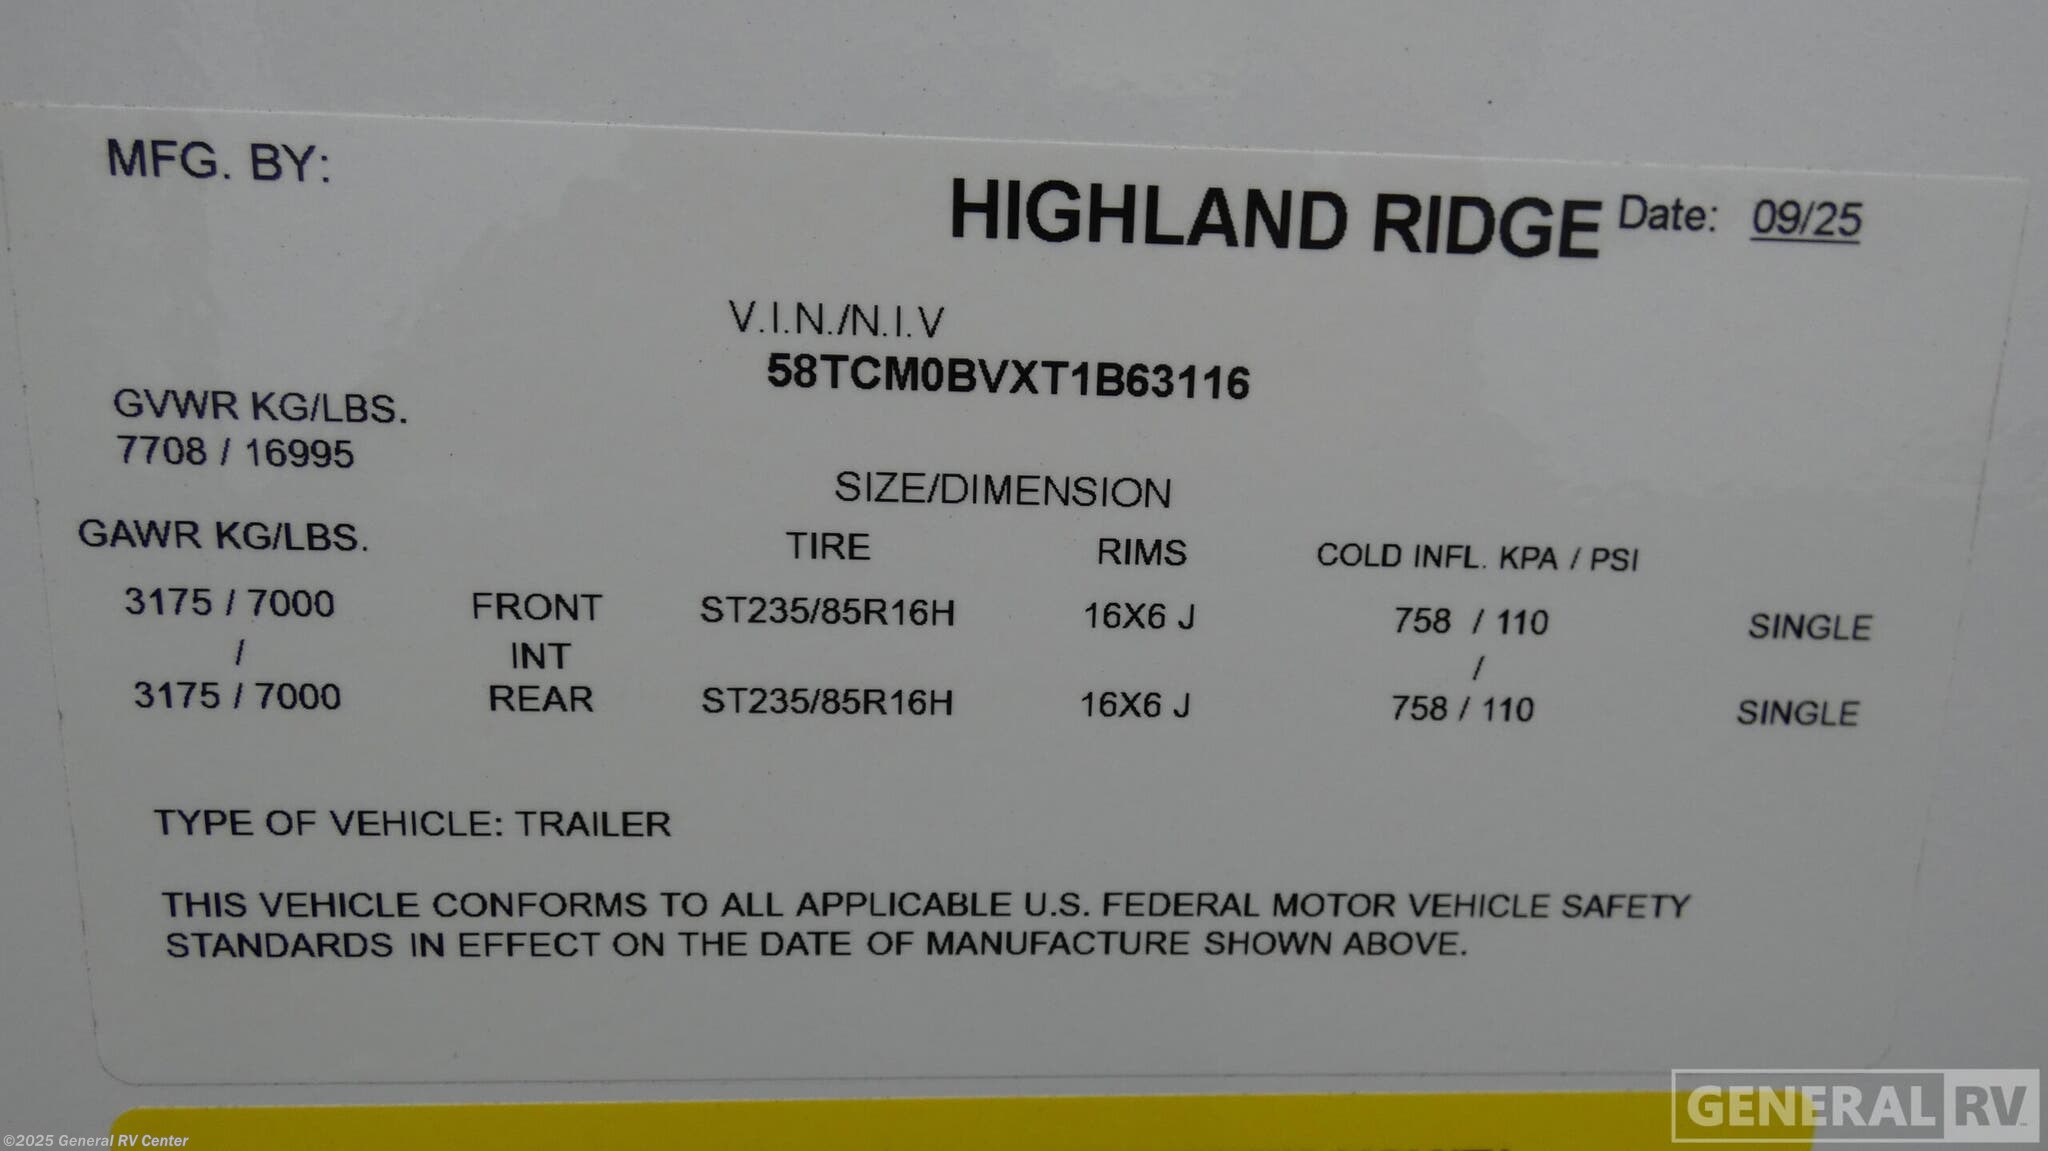 MFG. BY:
HIGHLAND RIDGE Date: 09/25
V.I.N./N.I.V
58TCM0BVXT1B63116
GVWR KG/LBS.
7708 / 16995
SIZE/DIMENSION
GAWR KG/LBS. TIRE RIMS COLD INFL. KPA / PSI
3175 / 7000 FRONT ST235/85R16H 16X6 J 758 / 110 SINGLE
/ INT /
3175 / 7000 REAR ST235/85R16H 16X6 J 758 / 110 SINGLE
TYPE OF VEHICLE: TRAILER
THIS VEHICLE CONFORMS TO ALL APPLICABLE U.S. FEDERAL MOTOR VEHICLE SAFETY
STANDARDS IN EFFECT ON THE DATE OF MANUFACTURE SHOWN ABOVE.
GENERAL RV
©2025 General RV Center